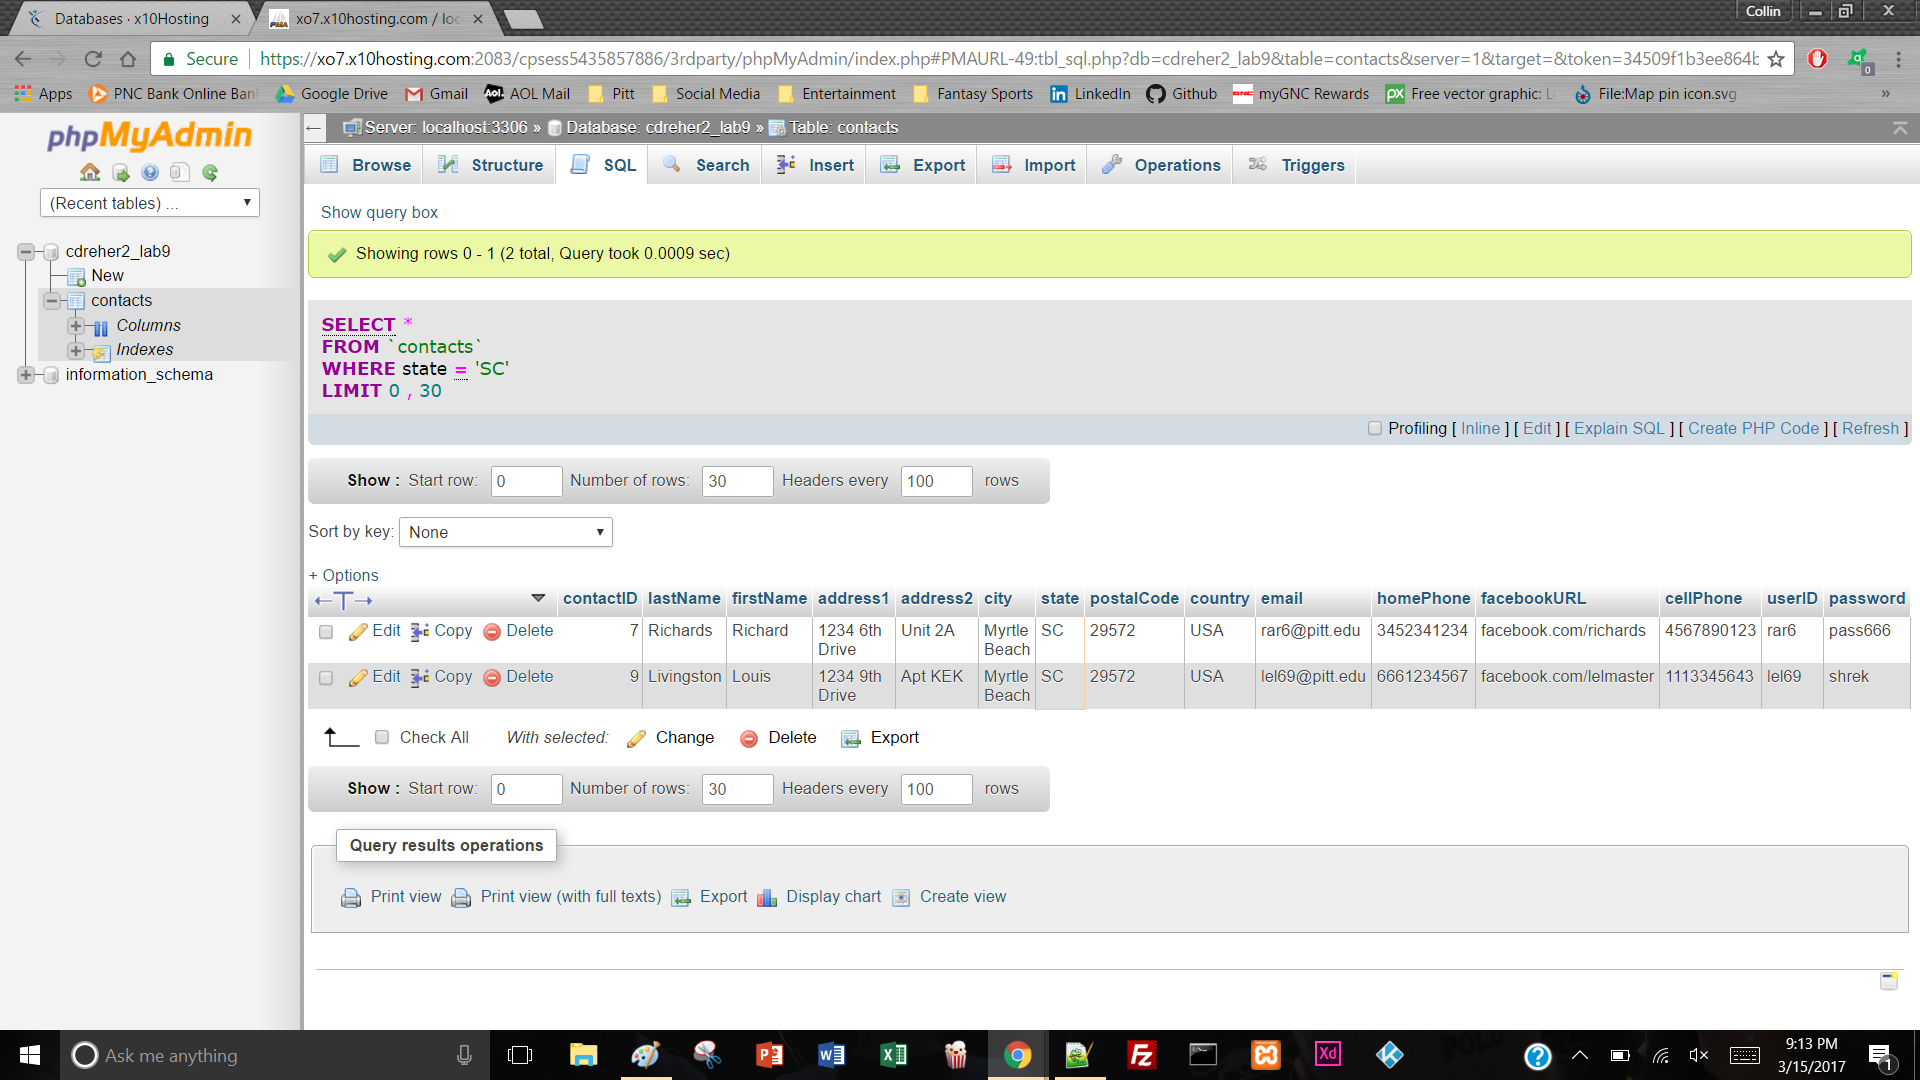 Databases · x10Hosting
xo7.x10hosting.com / loc
Collin
Secure
https://xo7.x10hosting.com:2083/cpsess5435857886/3rdparty/phpMyAdmin/index.php#PMAURL-49:tbl_sql.php?db=cdreher2_lab9&table=contacts&server=1&target=&token=34509f1b3ee864b
Apps PNC Bank Online Ban Google Drive Gmail AOL Mail Pitt Social Media Entertainment Fantasy Sports LinkedIn Github myGNC Rewards Free vector graphic: L File:Map pin icon.svg »
phpMyAdmin
(Recent tables) ...
cdreher2_lab9
New
contacts
Columns
Indexes
information_schema
Server: localhost:3306 » Database: cdreher2_lab9 » Table: contacts
Browse Structure SQL Search Insert Export Import Operations Triggers
Show query box
Showing rows 0 - 1 (2 total, Query took 0.0009 sec)
SELECT *
FROM `contacts`
WHERE state = 'SC'
LIMIT 0 , 30
Profiling [ Inline ] [ Edit ] [ Explain SQL ] [ Create PHP Code ] [ Refresh ]
Show : Start row: 0 Number of rows: 30 Headers every 100 rows
Sort by key: None
+ Options
contactID lastName firstName address1 address2 city state postalCode country email homePhone facebookURL cellPhone userID password
Edit Copy Delete 7 Richards Richard 1234 6th Drive Unit 2A Myrtle Beach SC 29572 USA rar6@pitt.edu 3452341234 facebook.com/richards 4567890123 rar6 pass666
Edit Copy Delete 9 Livingston Louis 1234 9th Drive Apt KEK Myrtle Beach SC 29572 USA lel69@pitt.edu 6661234567 facebook.com/lelmaster 1113345643 lel69 shrek
Check All With selected: Change Delete Export
Show : Start row: 0 Number of rows: 30 Headers every 100 rows
Query results operations
Print view Print view (with full texts) Export Display chart Create view
Ask me anything
9:13 PM
3/15/2017
1